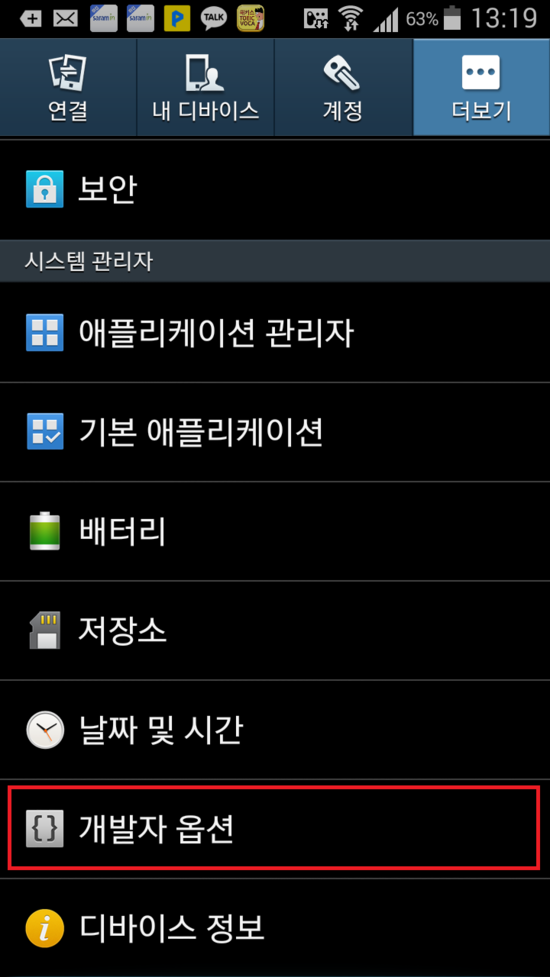 TALK
63% 13:19
연결 내 디바이스 계정 더보기
보안
시스템 관리자
애플리케이션 관리자
기본 애플리케이션
배터리
저장소
날짜 및 시간
{} 개발자 옵션
i 디바이스 정보